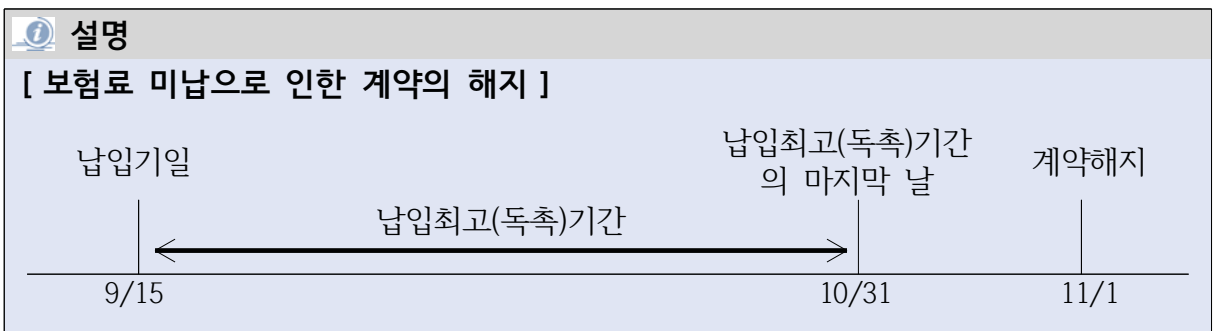 설명
[ 보험료 미납으로 인한 계약의 해지 ]
납입기일
납입최고(독촉)기간
의 마지막 날
계약해지
납입최고(독촉)기간
9/15
10/31
11/1